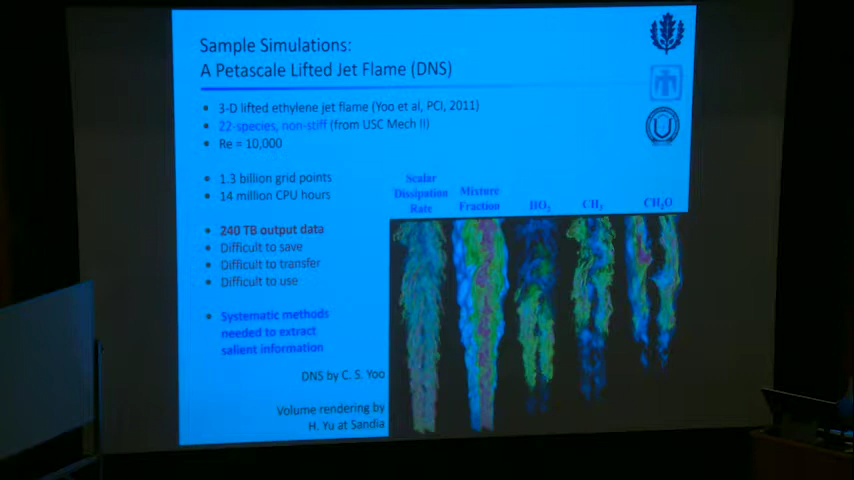 Sample Simulations:
A Petascale Lifted Jet Flame (DNS)
• 3-D lifted ethylene jet flame (Yoo et al, PCI, 2011)
• 22-species, non-stiff (from USC Mech II)
• Re = 10,000
• 1.3 billion grid points
• 14 million CPU hours
• 240 TB output data
• Difficult to save
• Difficult to transfer
• Difficult to use
• Systematic methods
needed to extract
salient information
DNS by C. S. Yoo
Volume rendering by
H. Yu at Sandia
Scalar
Dissipation
Rate
Mixture
Fraction
HO₂
CH₃
CH₂O